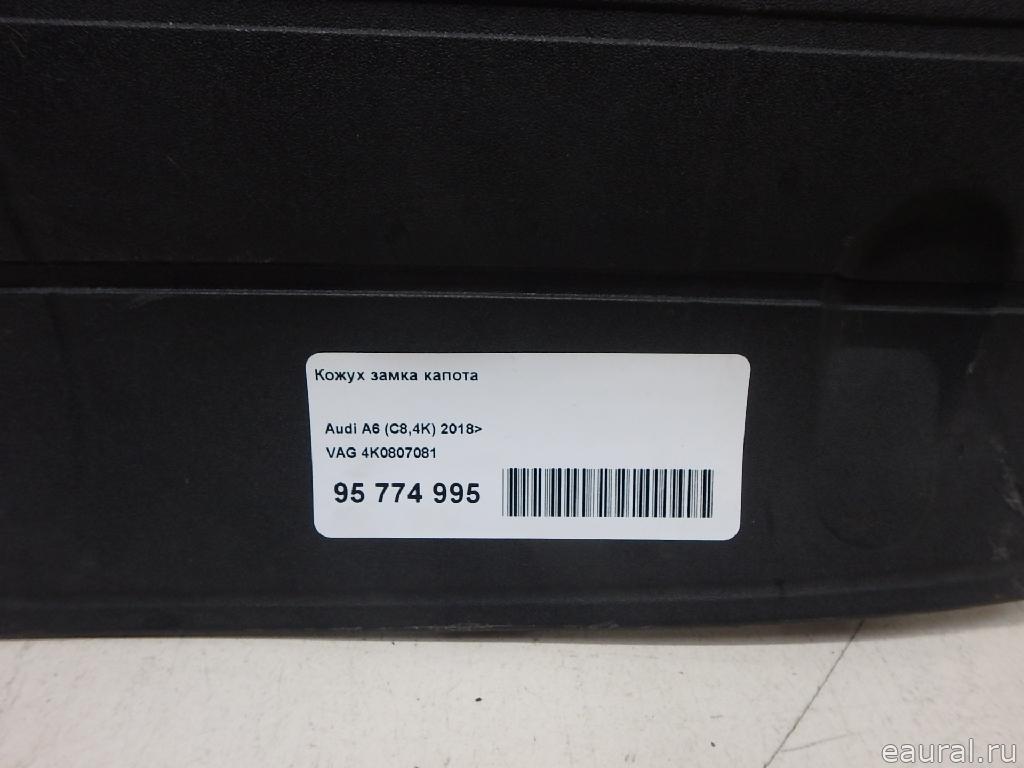 Кожух замка капота
Audi A6 (C8,4K) 2018>
VAG 4K0807081
95 774 995
eaural.ru